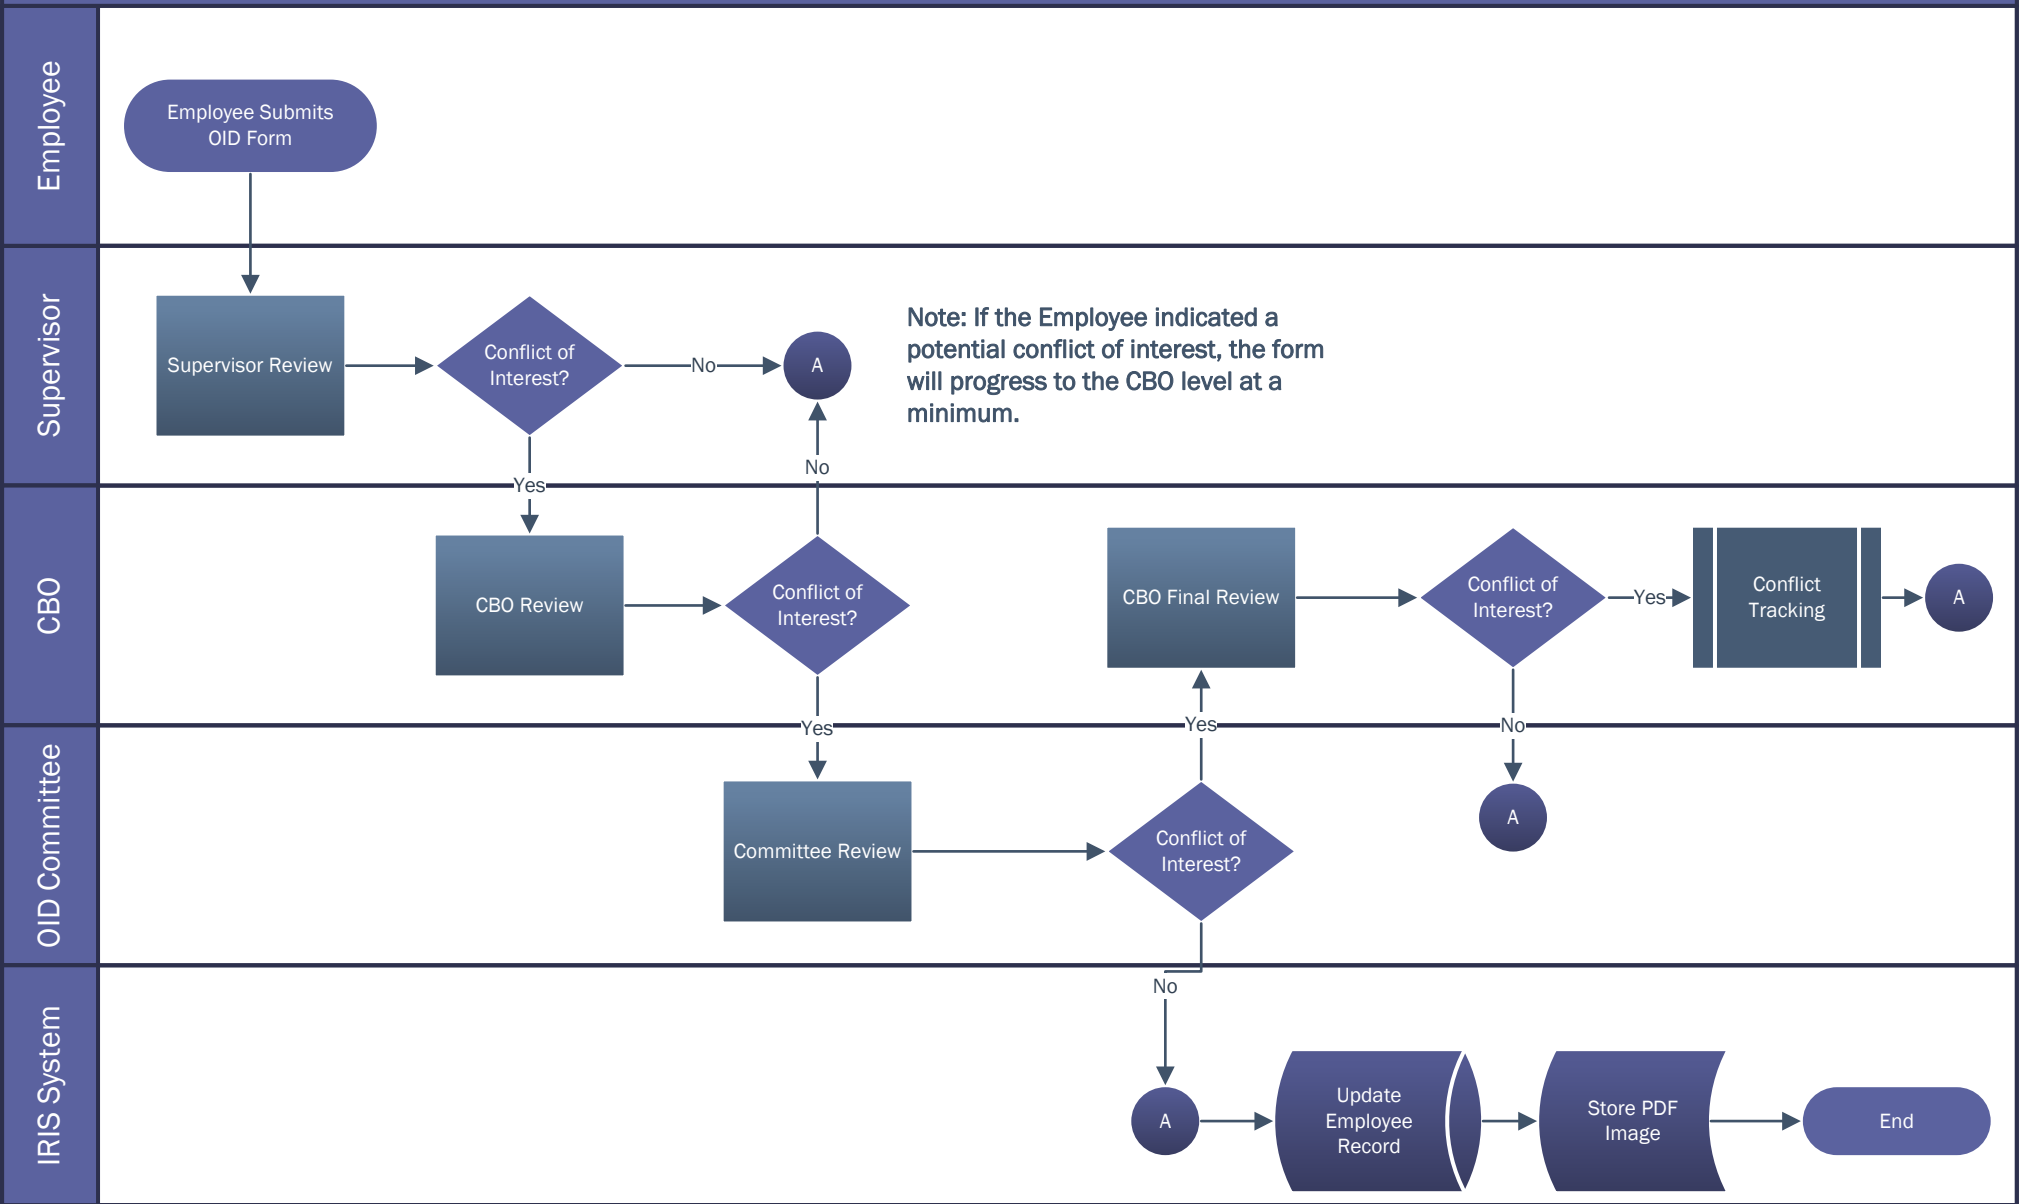 Employee
Employee Submits
OID Form
Supervisor
Supervisor Review
Conflict of
Interest?
No
A
Note: If the Employee indicated a
potential conflict of interest, the form
will progress to the CBO level at a
minimum.
Yes
No
CBO
CBO Review
Conflict of
Interest?
CBO Final Review
Conflict of
Interest?
Yes
Conflict
Tracking
A
Yes
Yes
No
OID Committee
Committee Review
Conflict of
Interest?
A
No
IRIS System
A
Update
Employee
Record
Store PDF
Image
End